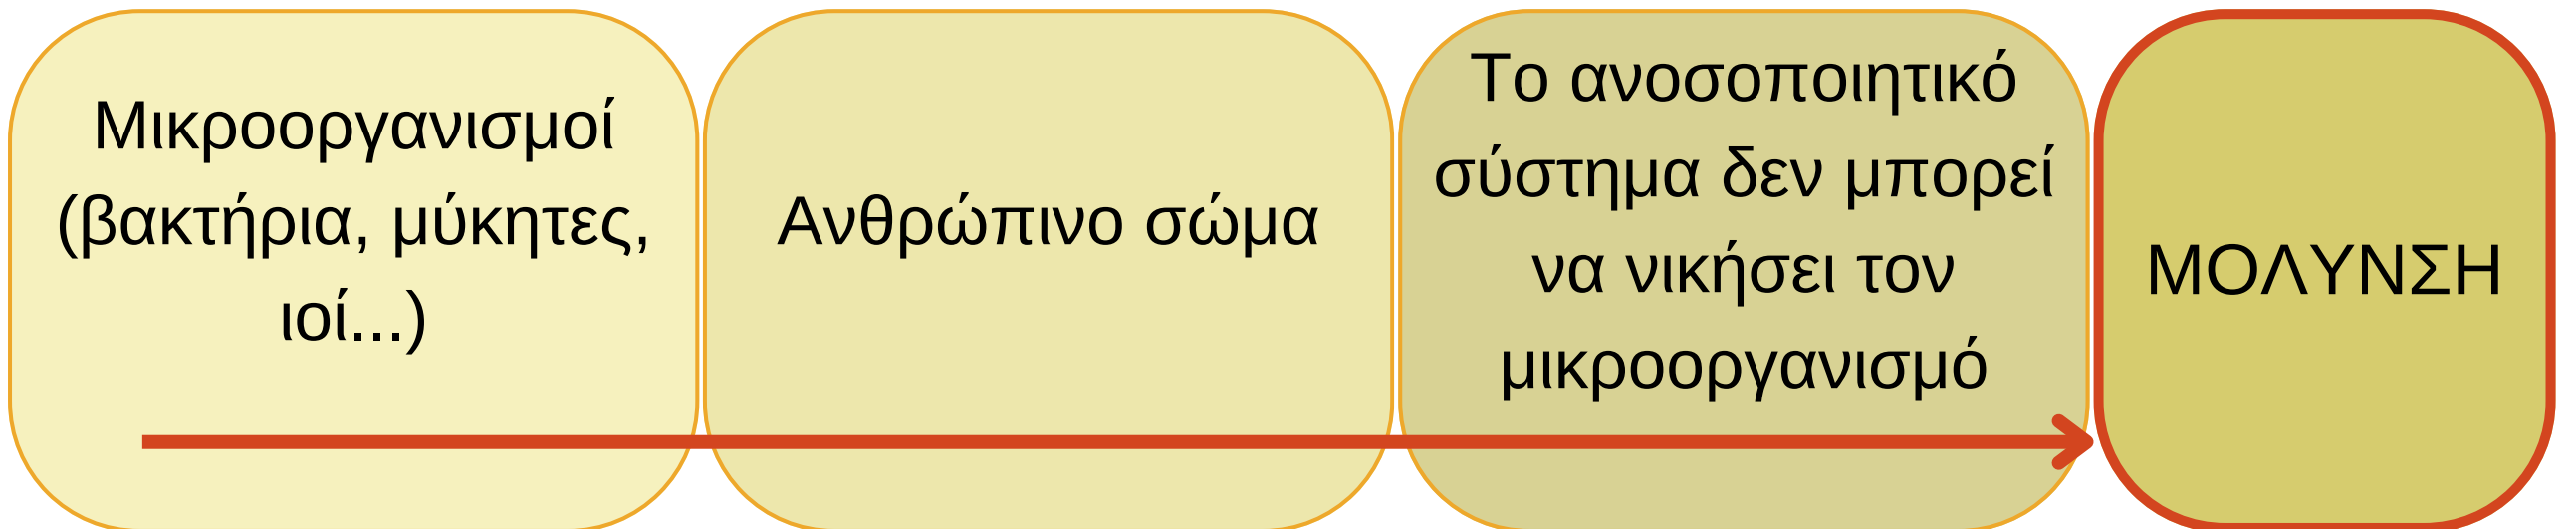 Μικροοργανισμοί
(βακτήρια, μύκητες,
ιοί...)
Ανθρώπινο σώμα
Το ανοσοποιητικό
σύστημα δεν μπορεί
να νικήσει τον
μικροοργανισμό
ΜΟΛΥΝΣΗ